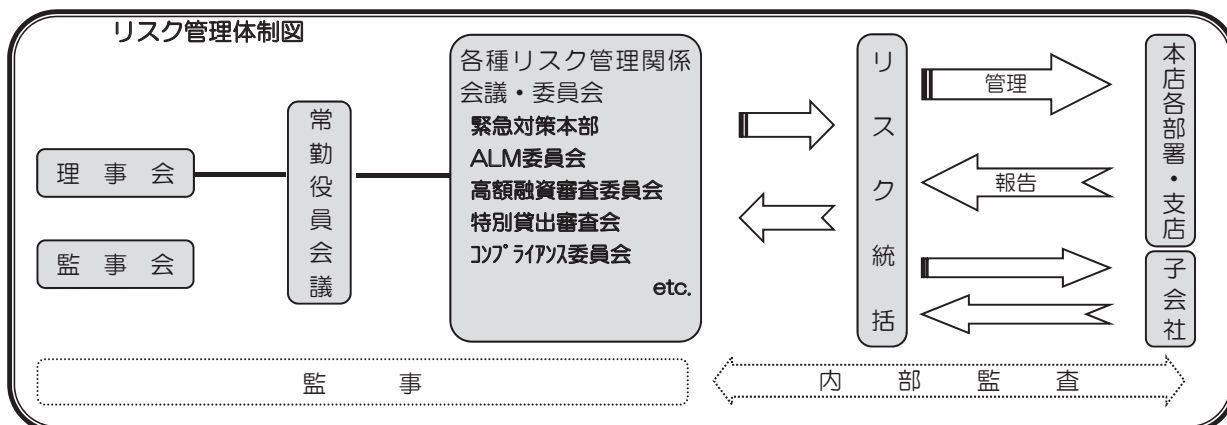 リスク管理体制図
理事会
監事会
常勤役員会議
各種リスク管理関係
会議・委員会
緊急対策本部
ALM委員会
高額融資審査委員会
特別貸出審査会
ｺﾝﾌﾟﾗｲｱﾝｽ委員会
etc.
リスク統括
管理
報告
本店各部署・支店
子会社
監事
内部監査